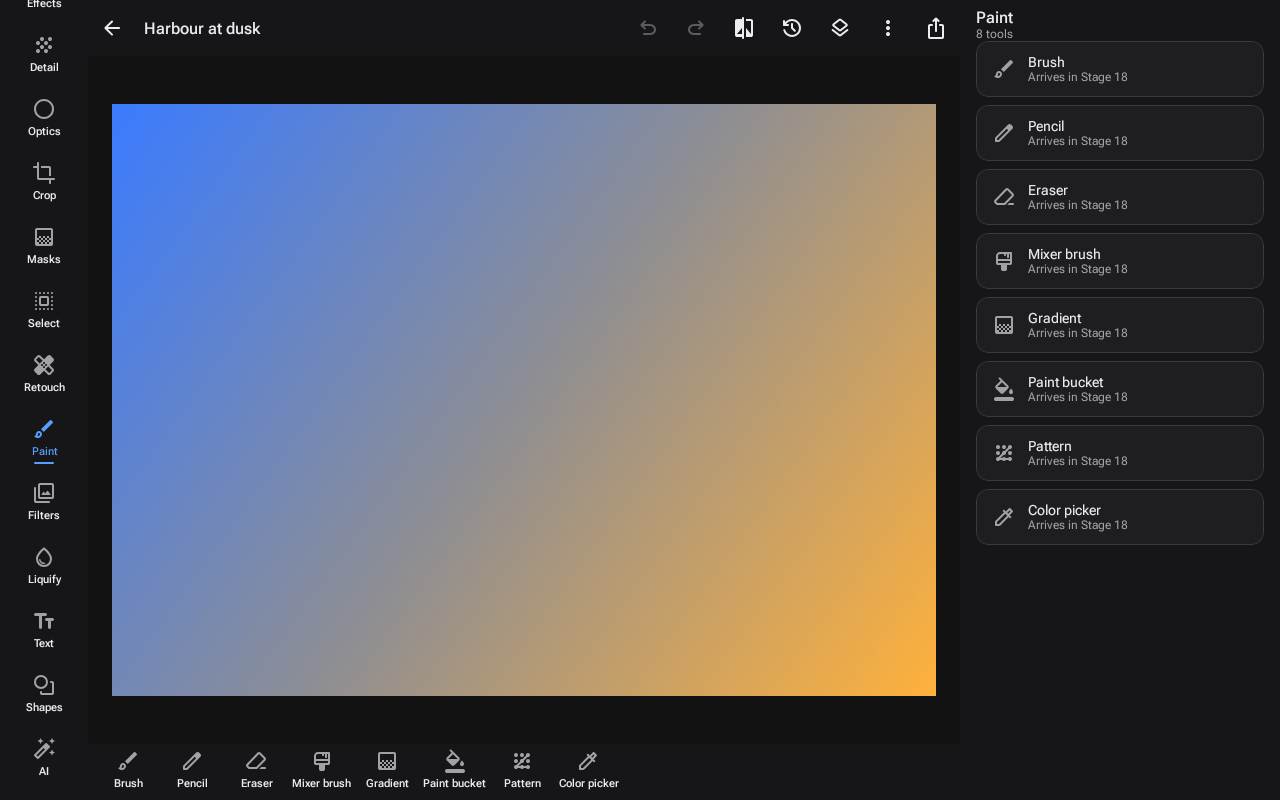 Effects
Detail
Optics
Crop
Masks
Select
Retouch
Paint
Filters
Liquify
Text
Shapes
AI
Harbour at dusk
Paint
8 tools
Brush
Arrives in Stage 18
Pencil
Arrives in Stage 18
Eraser
Arrives in Stage 18
Mixer brush
Arrives in Stage 18
Gradient
Arrives in Stage 18
Paint bucket
Arrives in Stage 18
Pattern
Arrives in Stage 18
Color picker
Arrives in Stage 18
Brush
Pencil
Eraser
Mixer brush
Gradient
Paint bucket
Pattern
Color picker